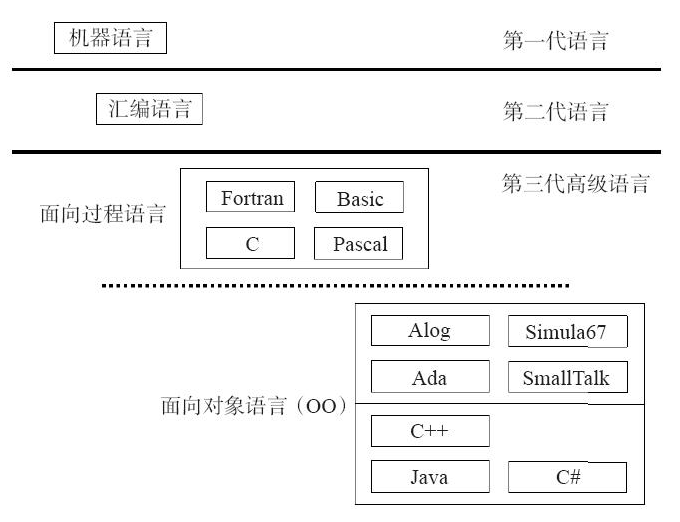 机器语言 第一代语言
汇编语言 第二代语言
第三代高级语言
Fortran Basic
面向过程语言
C Pascal
Alog Simula67
Ada SmallTalk
面向对象语言（OO）
C++
Java C#